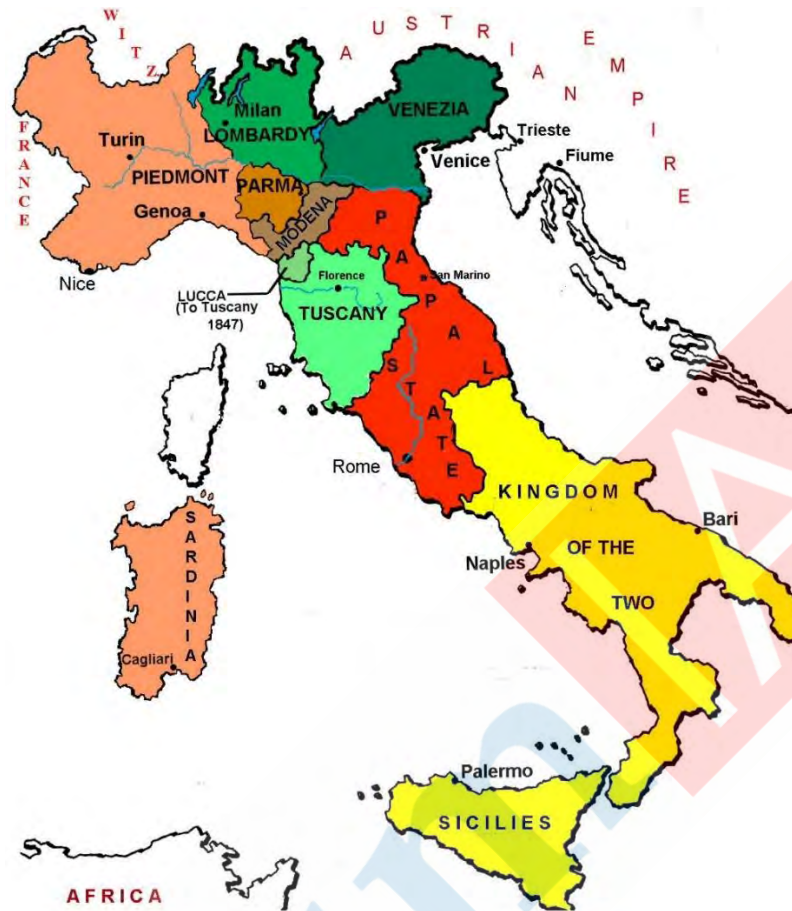 WITZ
AUSTRIAN EMPIRE
FRANCE
Milan
LOMBARDY
VENEZIA
Turin
Venice
Trieste
Fiume
PIEDMONT
PARMA
MODENA
Genoa
Nice
PAPAL
STATE
San Marino
Florence
LUCCA
(To Tuscany
1847)
TUSCANY
Rome
KINGDOM
OF THE
TWO
SICILIES
Bari
Naples
SARDINIA
Cagliari
Palermo
AFRICA